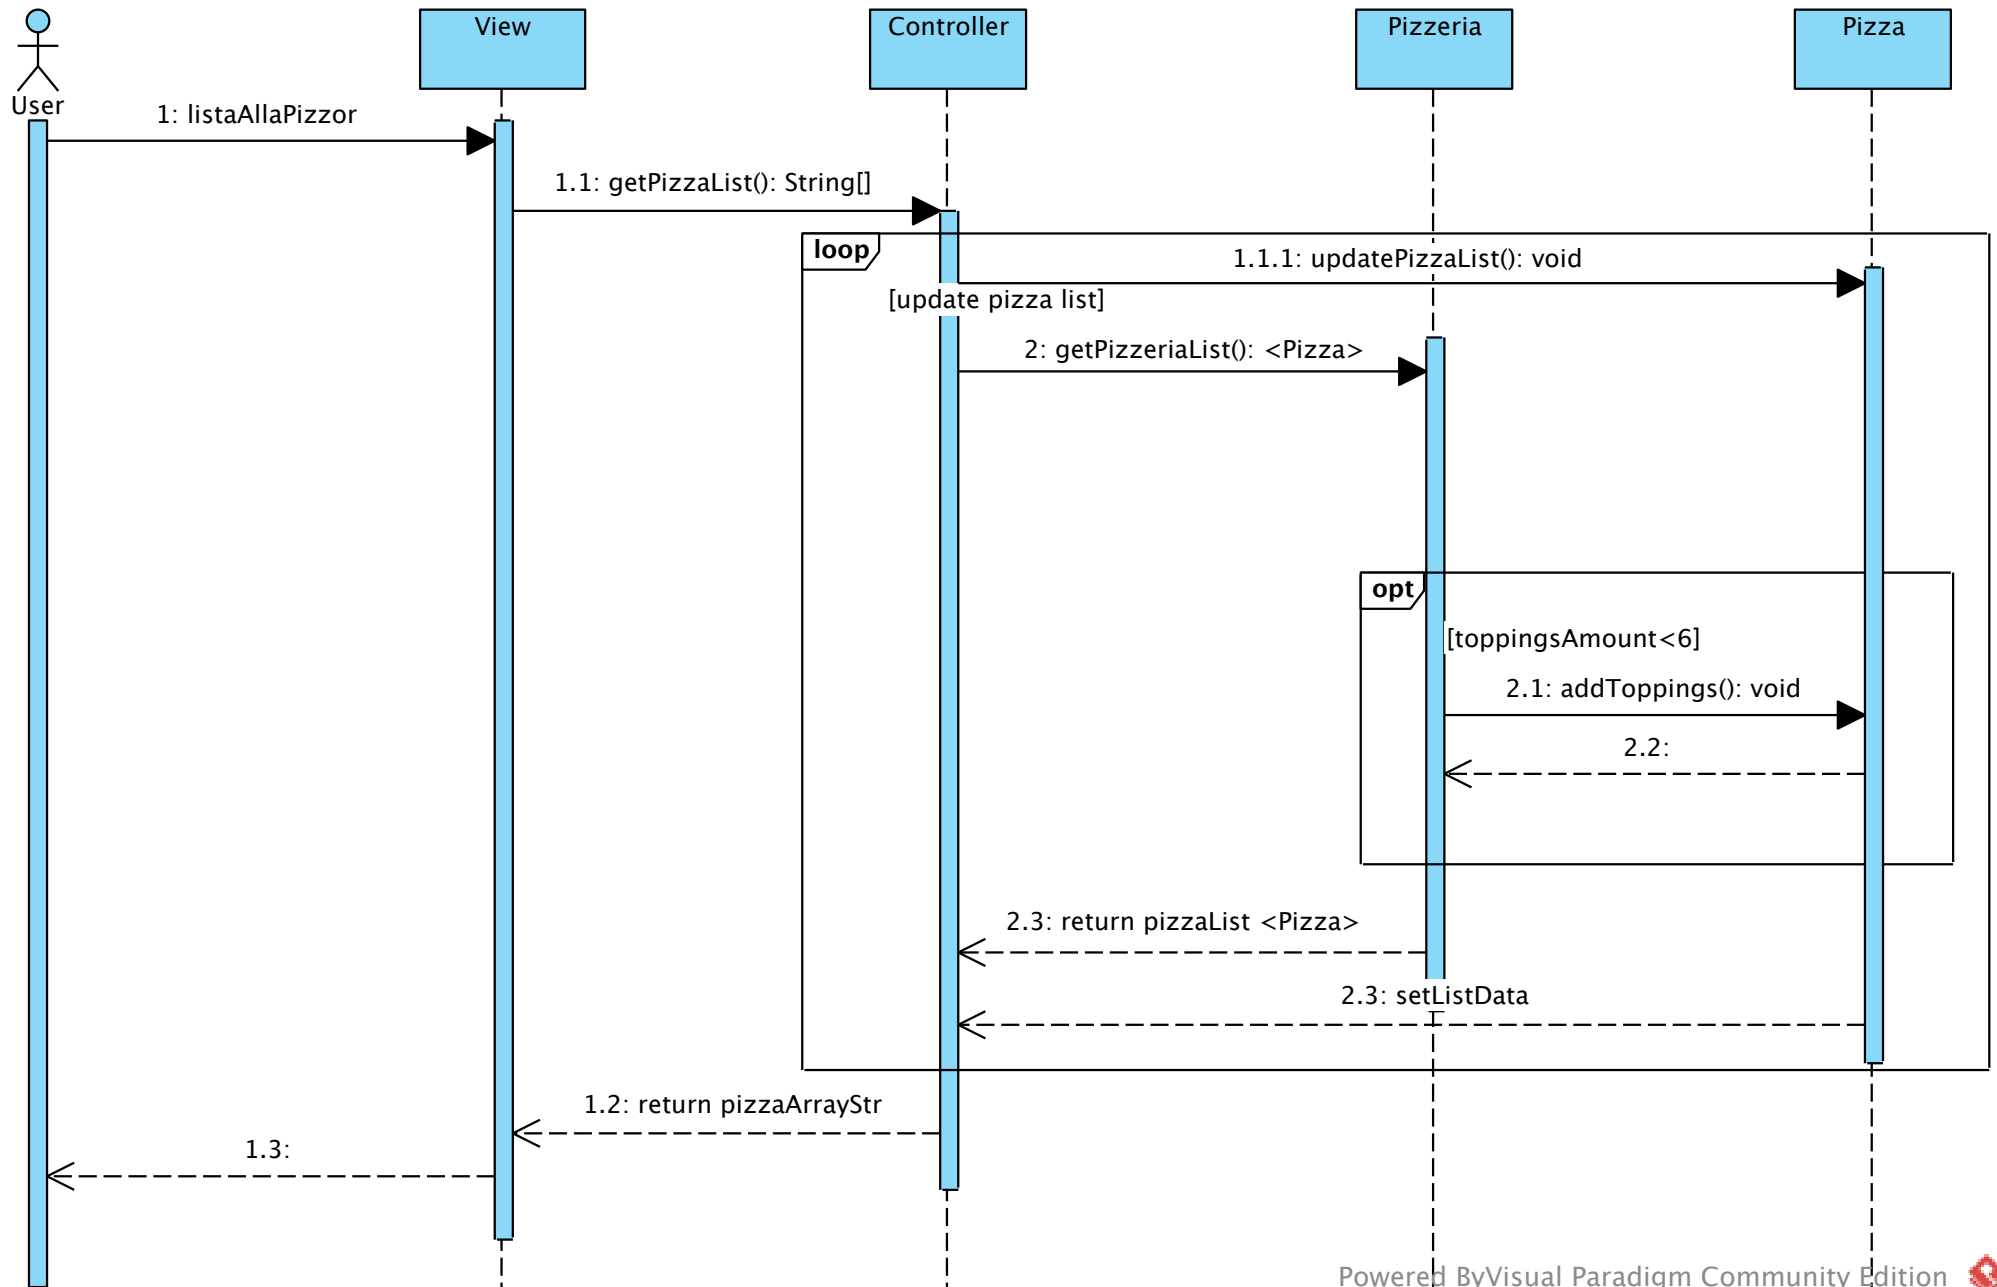 View
Controller
Pizzeria
Pizza
User
1: listaAllaPizzor
1.1: getPizzaList(): String[]
loop
1.1.1: updatePizzaList(): void
[update pizza list]
2: getPizzeriaList(): <Pizza>
opt
[toppingsAmount<6]
2.1: addToppings(): void
2.2:
2.3: return pizzaList <Pizza>
2.3: setListData
1.2: return pizzaArrayStr
1.3:
Powered ByVisual Paradigm Community Edition